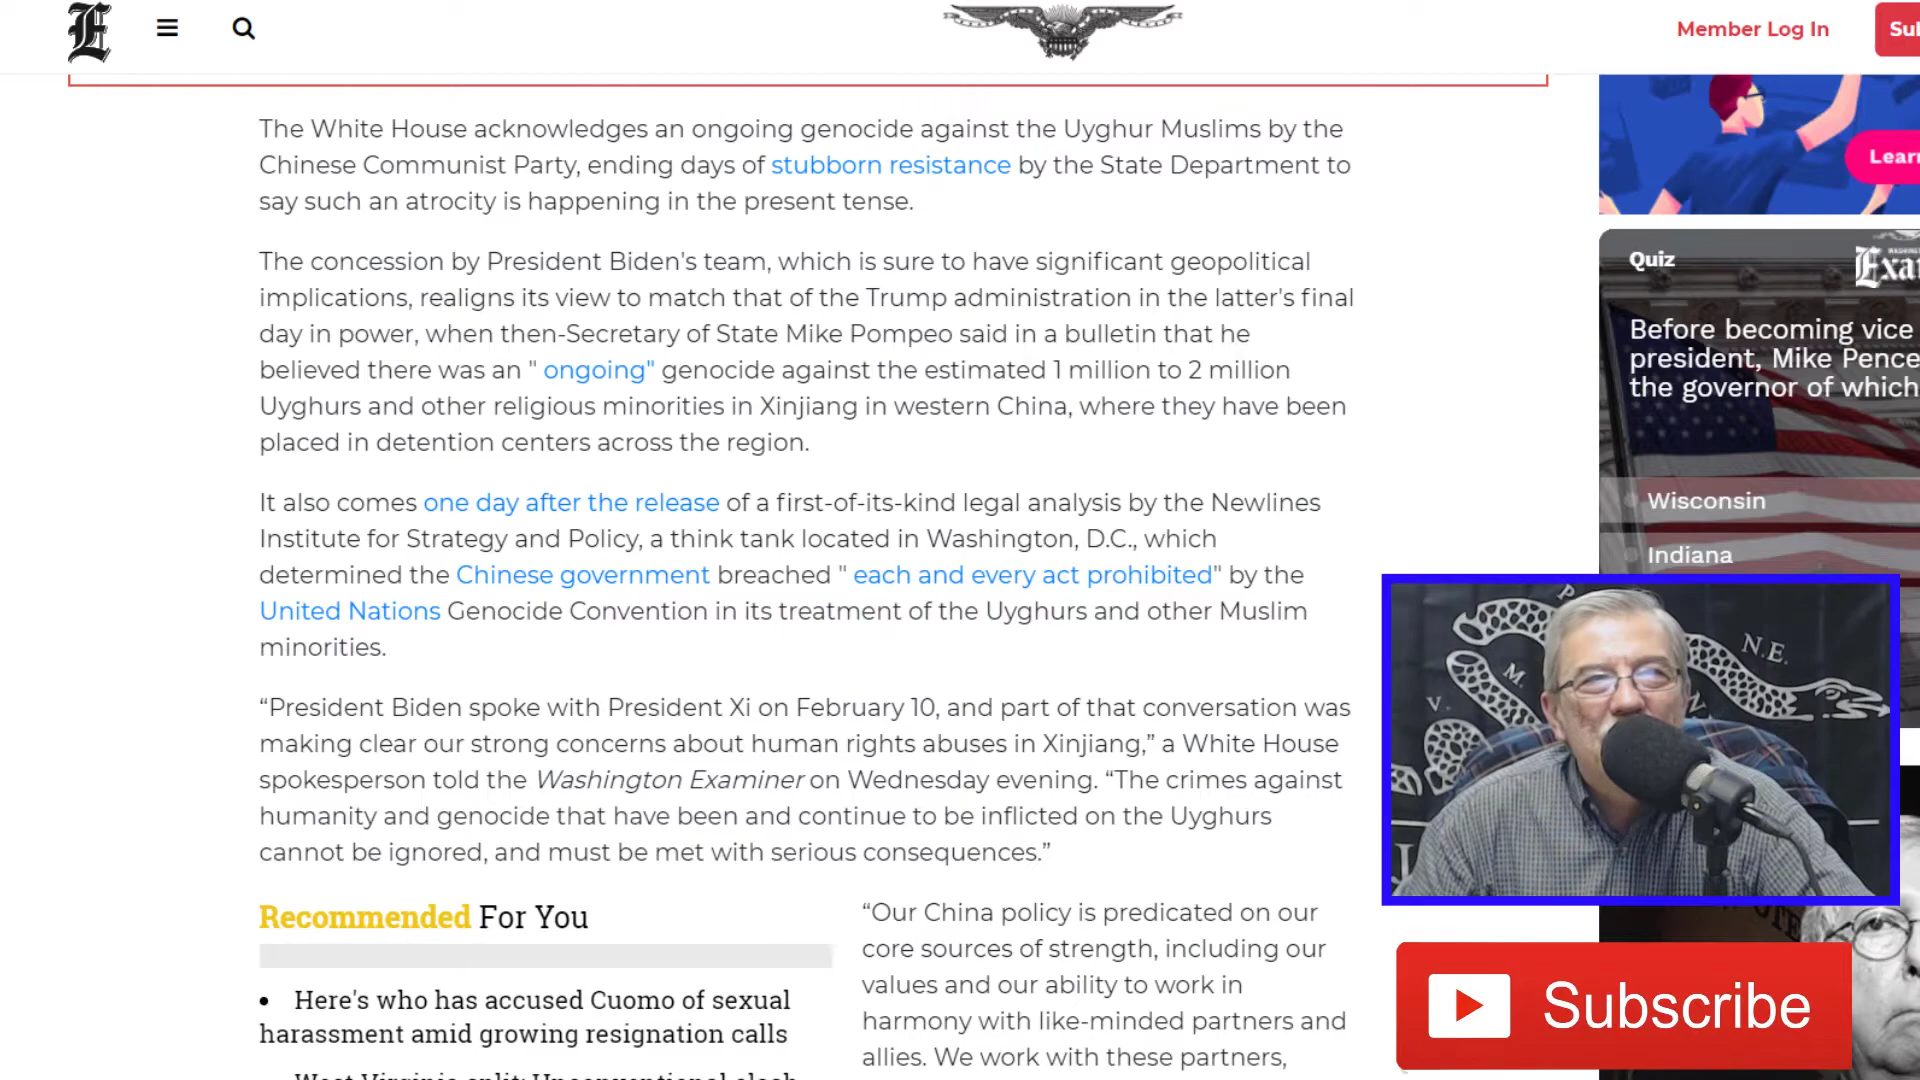 E
Member Log In
Sub
The White House acknowledges an ongoing genocide against the Uyghur Muslims by the
Chinese Communist Party, ending days of stubborn resistance by the State Department to
say such an atrocity is happening in the present tense.
The concession by President Biden's team, which is sure to have significant geopolitical
implications, realigns its view to match that of the Trump administration in the latter's final
day in power, when then-Secretary of State Mike Pompeo said in a bulletin that he
believed there was an " ongoing" genocide against the estimated 1 million to 2 million
Uyghurs and other religious minorities in Xinjiang in western China, where they have been
placed in detention centers across the region.
It also comes one day after the release of a first-of-its-kind legal analysis by the Newlines
Institute for Strategy and Policy, a think tank located in Washington, D.C., which
determined the Chinese government breached " each and every act prohibited" by the
United Nations Genocide Convention in its treatment of the Uyghurs and other Muslim
minorities.
“President Biden spoke with President Xi on February 10, and part of that conversation was
making clear our strong concerns about human rights abuses in Xinjiang,” a White House
spokesperson told the Washington Examiner on Wednesday evening. “The crimes against
humanity and genocide that have been and continue to be inflicted on the Uyghurs
cannot be ignored, and must be met with serious consequences.”
Recommended For You
Here's who has accused Cuomo of sexual
harassment amid growing resignation calls
West Virginia split: Unconventional clash
“Our China policy is predicated on our
core sources of strength, including our
values and our ability to work in
harmony with like-minded partners and
allies. We work with these partners,
Learn
Quiz
Exa
Before becoming vice
president, Mike Pence
the governor of which
Wisconsin
Indiana
N.E.
M.
V.
P
Subscribe